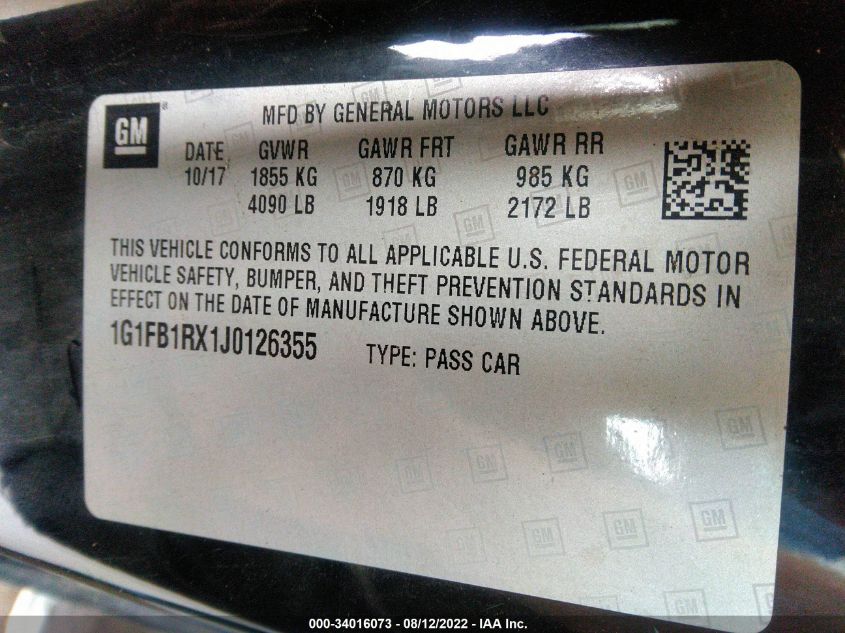 GM
MFD BY GENERAL MOTORS LLC
DATE GVWR GAWR FRT GAWR RR
10/17 1855 KG 870 KG 985 KG
4090 LB 1918 LB 2172 LB
THIS VEHICLE CONFORMS TO ALL APPLICABLE U.S. FEDERAL MOTOR
VEHICLE SAFETY, BUMPER, AND THEFT PREVENTION STANDARDS IN
EFFECT ON THE DATE OF MANUFACTURE SHOWN ABOVE.
1G1FB1RX1J0126355 TYPE: PASS CAR
000-34016073 - 08/12/2022 - IAA Inc.